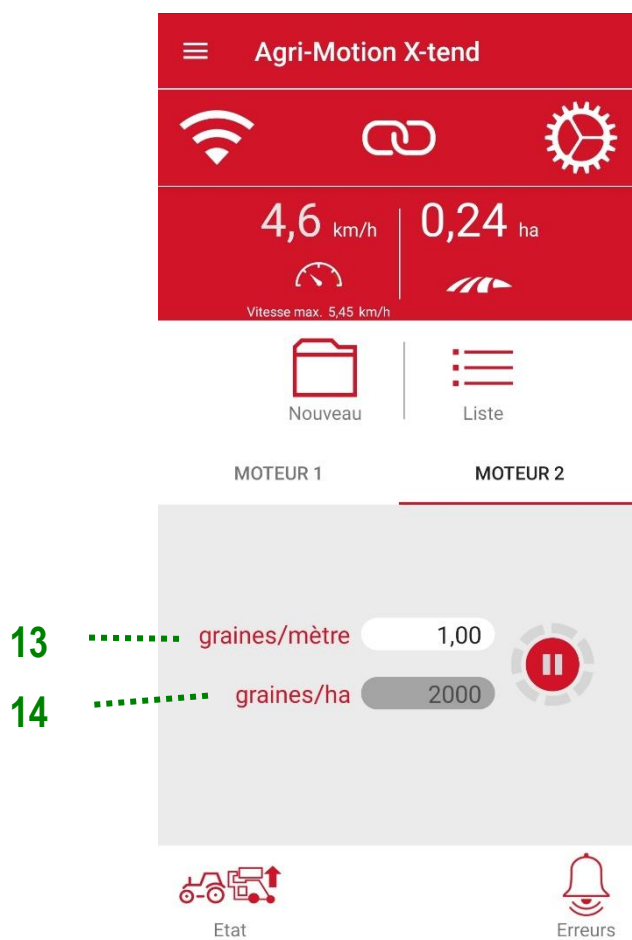 Agri-Motion X-tend
4,6 km/h 0,24 ha
Vitesse max. 5,45 km/h
Nouveau Liste
MOTEUR 1 MOTEUR 2
13 graines/mètre 1,00
14 graines/ha 2000
Etat Erreurs